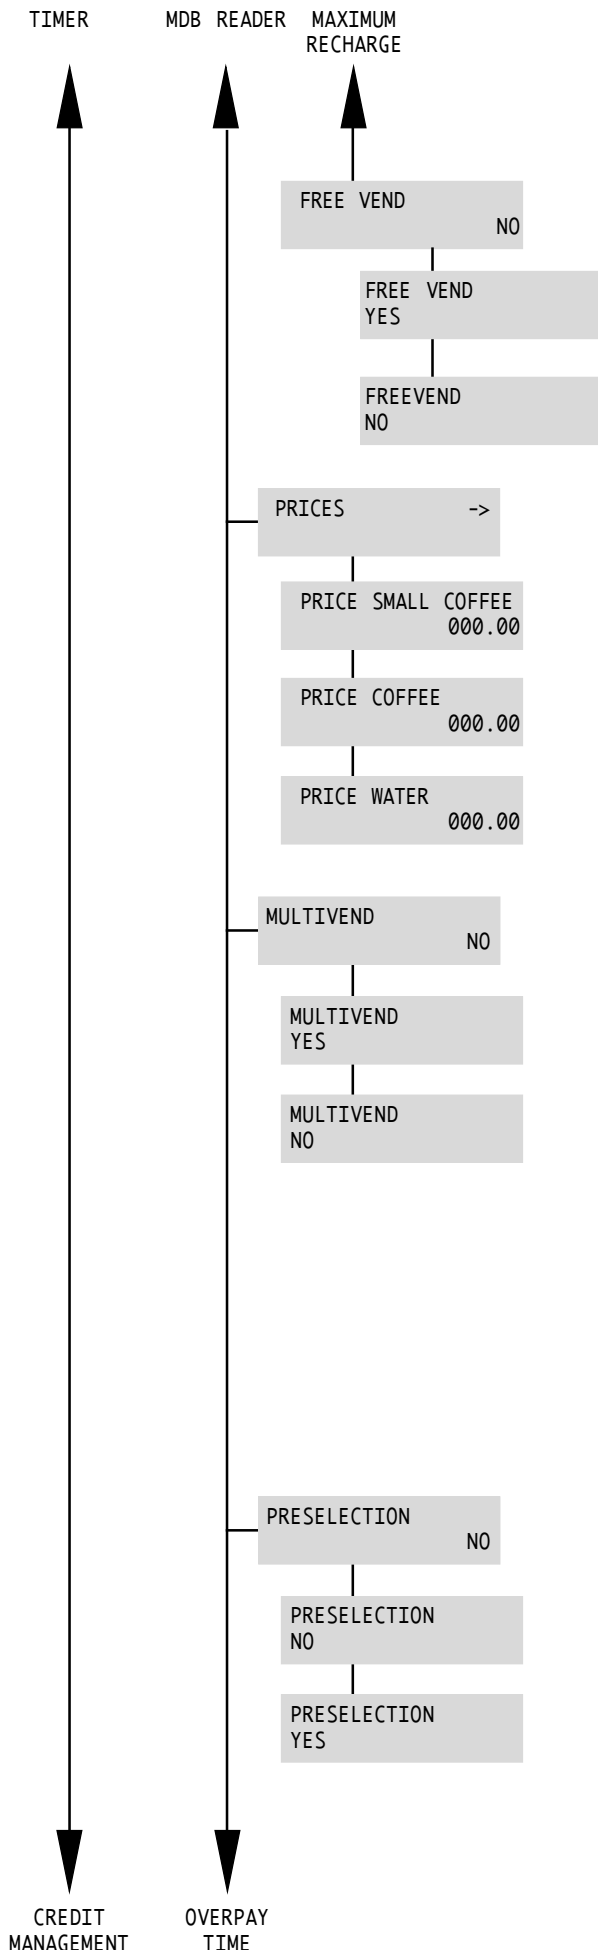 TIMER
MDB READER
MAXIMUM
RECHARGE
FREE VEND
NO
FREE VEND
YES
FREEVEND
NO
PRICES ->
PRICE SMALL COFFEE
000.00
PRICE COFFEE
000.00
PRICE WATER
000.00
MULTIVEND
NO
MULTIVEND
YES
MULTIVEND
NO
PRESELECTION
NO
PRESELECTION
NO
PRESELECTION
YES
CREDIT
MANAGEMENT
OVERPAY
TIME